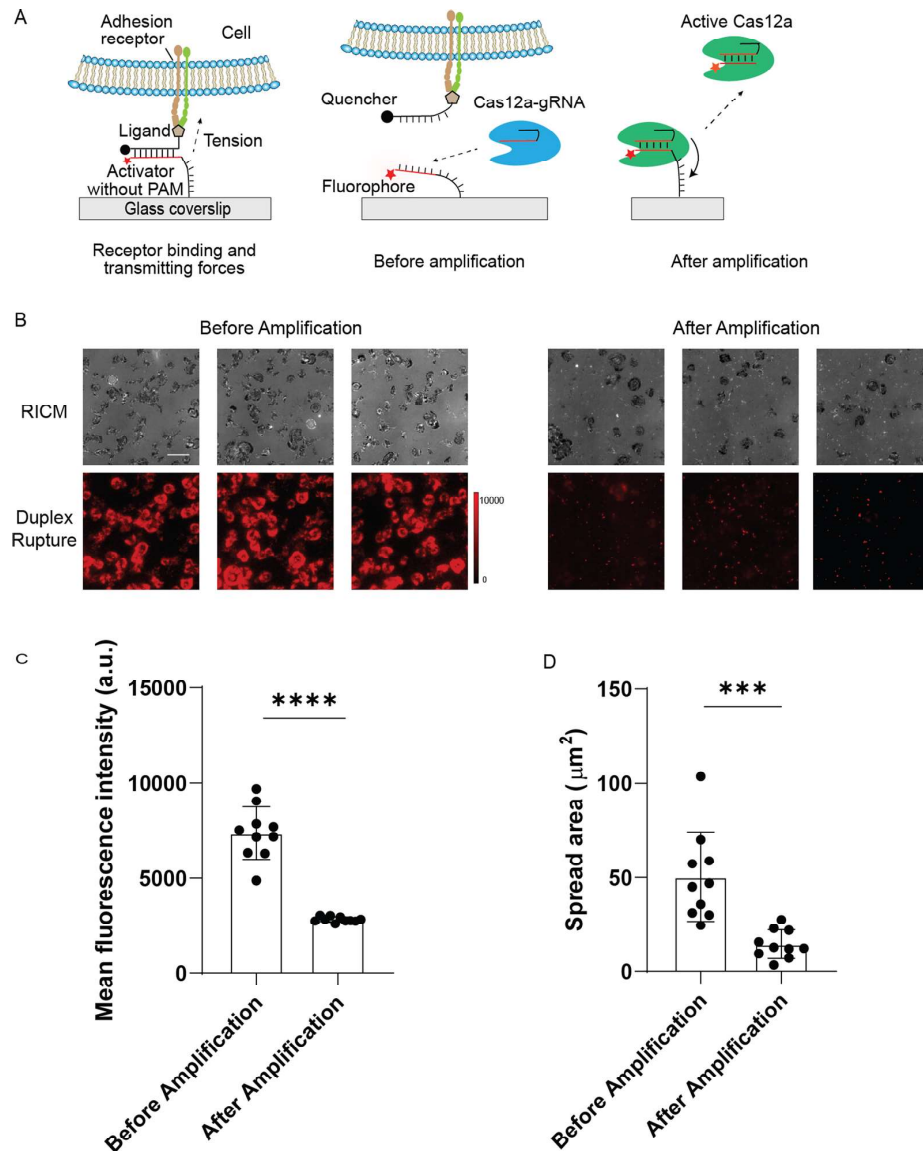 A
Adhesion
receptor
Cell
Ligand
Tension
Activator
without PAM
Glass coverslip
Receptor binding and
transmitting forces
Quencher
Cas12a-gRNA
Fluorophore
Before amplification
Active Cas12a
After amplification
B
Before Amplification
After Amplification
RICM
Duplex
Rupture
10000
0
C
Mean fluorescence intensity (a.u.)
15000
10000
5000
0
****
Before Amplification
After Amplification
D
Spread area (μm²)
150
100
50
0
***
Before Amplification
After Amplification